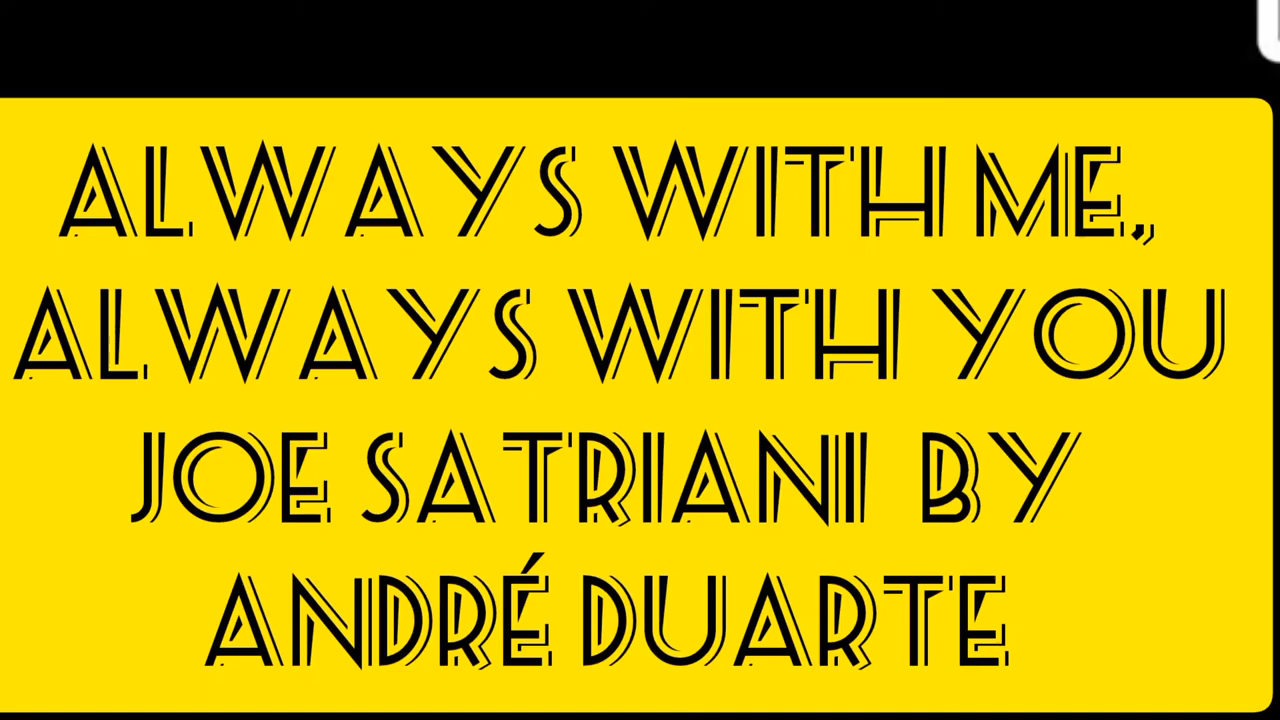 ALWAYS WITH ME,
ALWAYS WITH YOU
JOE SATRIANI BY
ANDRÉ DUARTE